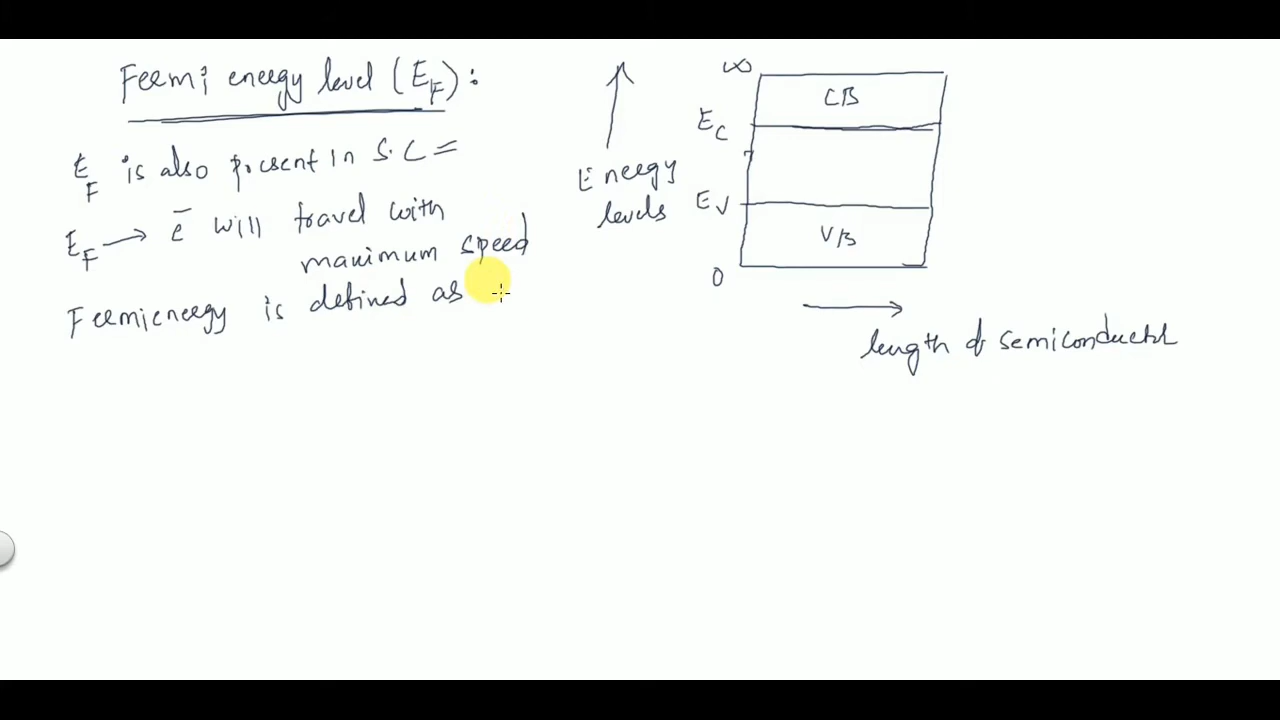 Fermi energy level (EF):
EF is also present in S.C =
EF → ē will travel with
maximum speed
Fermienergy is defined as
Energy
levels
∞
CB
EC
EV
VB
0
length of semiconductor